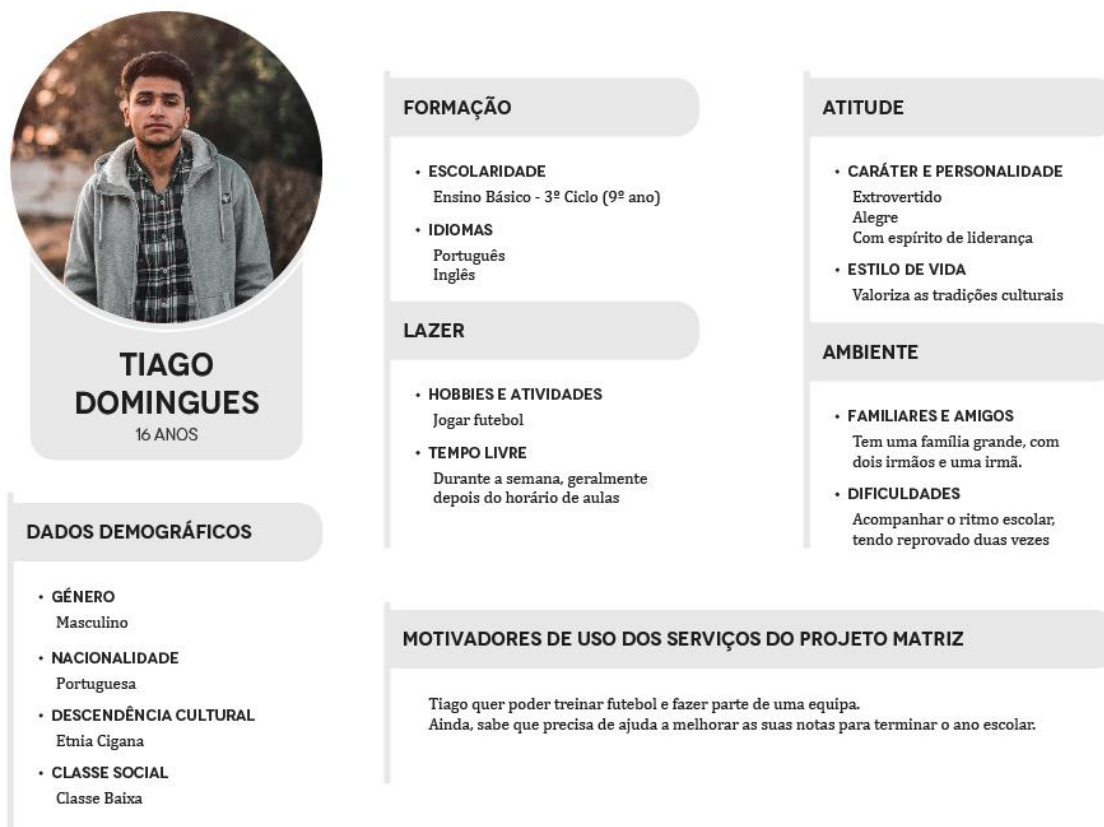 TIAGO
DOMINGUES
16 ANOS
DADOS DEMOGRÁFICOS
• GÉNERO
Masculino
• NACIONALIDADE
Portuguesa
• DESCENDÊNCIA CULTURAL
Etnia Cigana
• CLASSE SOCIAL
Classe Baixa
FORMAÇÃO
• ESCOLARIDADE
Ensino Básico - 3º Ciclo (9º ano)
• IDIOMAS
Português
Inglês
LAZER
• HOBBIES E ATIVIDADES
Jogar futebol
• TEMPO LIVRE
Durante a semana, geralmente
depois do horário de aulas
ATITUDE
• CARÁTER E PERSONALIDADE
Extrovertido
Alegre
Com espírito de liderança
• ESTILO DE VIDA
Valoriza as tradições culturais
AMBIENTE
• FAMILIARES E AMIGOS
Tem uma família grande, com
dois irmãos e uma irmã.
• DIFICULDADES
Acompanhar o ritmo escolar,
tendo reprovado duas vezes
MOTIVADORES DE USO DOS SERVIÇOS DO PROJETO MATRIZ
Tiago quer poder treinar futebol e fazer parte de uma equipa.
Ainda, sabe que precisa de ajuda a melhorar as suas notas para terminar o ano escolar.